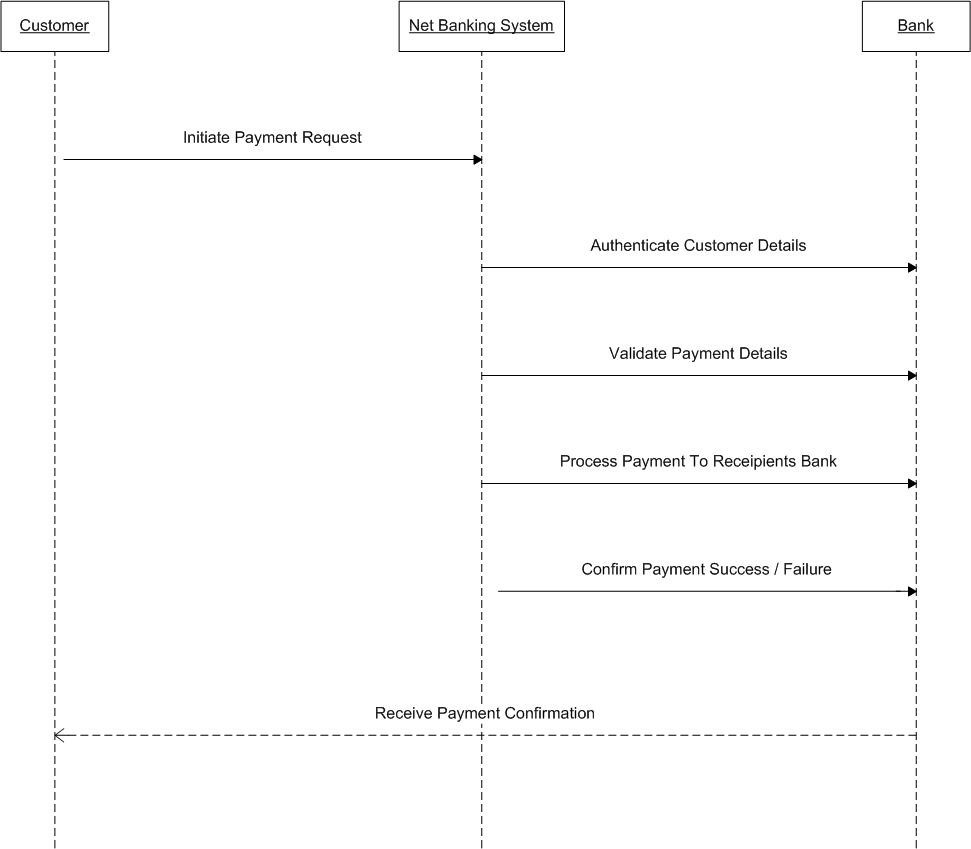 Customer
Net Banking System
Bank
Initiate Payment Request
Authenticate Customer Details
Validate Payment Details
Process Payment To Receipients Bank
Confirm Payment Success / Failure
Receive Payment Confirmation